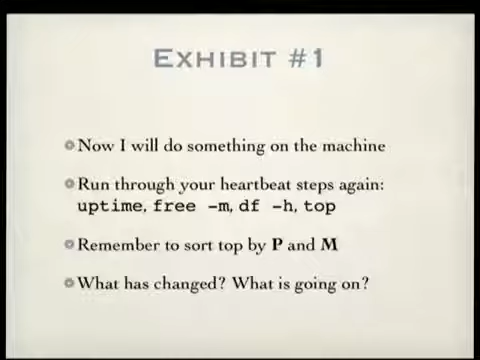 EXHIBIT #1
Now I will do something on the machine
Run through your heartbeat steps again:
uptime, free -m, df -h, top
Remember to sort top by P and M
What has changed? What is going on?